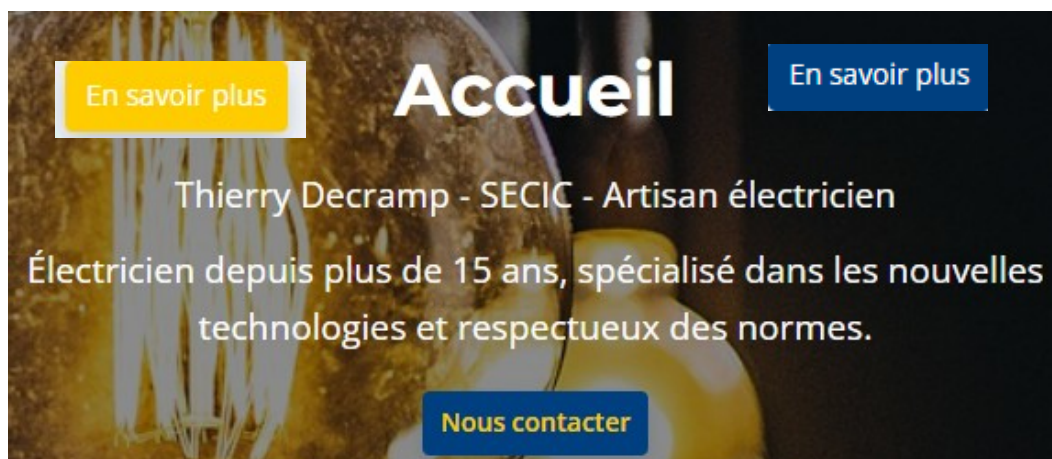 En savoir plus
Accueil
En savoir plus
Thierry Decramp - SECIC - Artisan électricien
Électricien depuis plus de 15 ans, spécialisé dans les nouvelles
technologies et respectueux des normes.
Nous contacter